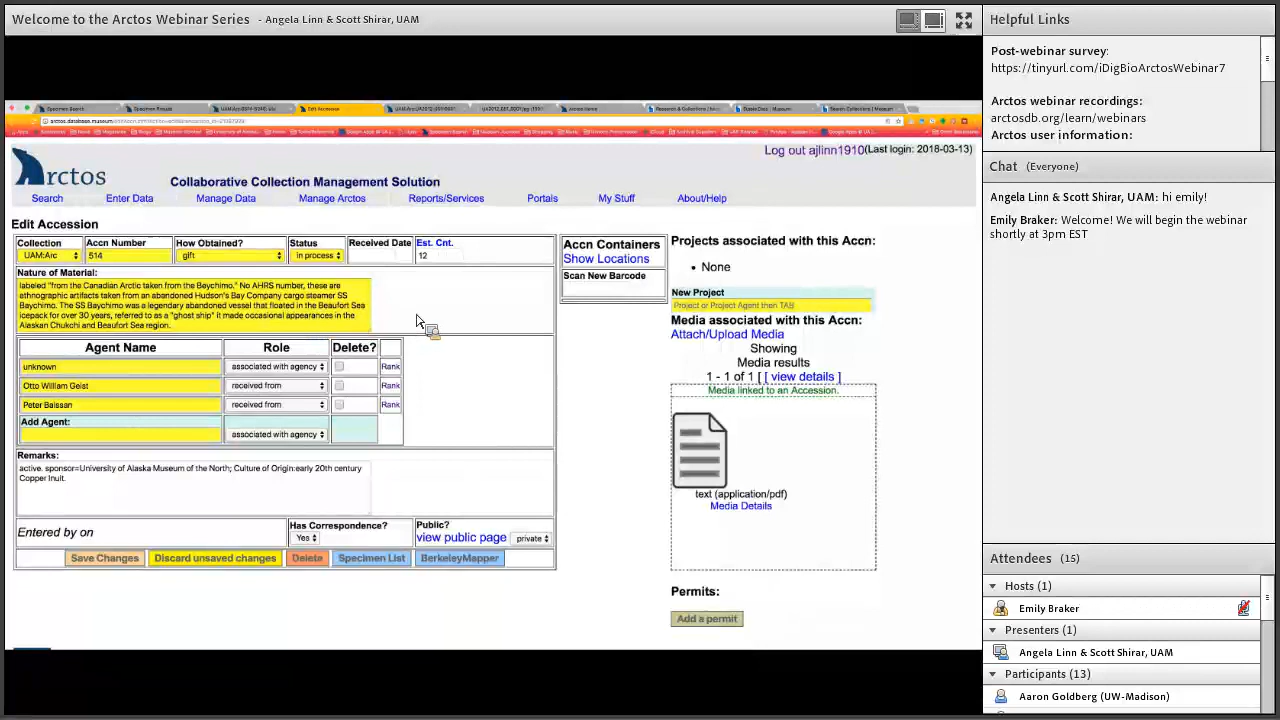 Welcome to the Arctos Webinar Series - Angela Linn & Scott Shirar, UAM
Specimen Search
Specimen Results
Edit Accession
Arctos Home
Log out ajlinn1910(Last login: 2018-03-13)
Arctos
Collaborative Collection Management Solution
Search Enter Data Manage Data Manage Arctos Reports/Services Portals My Stuff About/Help
Edit Accession
Collection Accn Number How Obtained? Status Received Date Est. Cnt.
UAM:Arc 514 gift in process 12
Nature of Material:
labeled "from the Canadian Arctic taken from the Baychimo." No AHRS number, these are
ethnographic artifacts taken from an abandoned Hudson's Bay Company cargo steamer SS
Baychimo. The SS Baychimo was a legendary abandoned vessel that floated in the Beaufort Sea
icepack for over 30 years, referred to as a "ghost ship" it made occasional appearances in the
Alaskan Chukchi and Beaufort Sea region.
Agent Name Role Delete?
unknown associated with agency Rank
Otto William Geist received from Rank
Peter Baissan received from Rank
Add Agent:
associated with agency
Remarks:
active. sponsor=University of Alaska Museum of the North; Culture of Origin:early 20th century
Copper Inuit.
Entered by on
Has Correspondence?
Yes
Public?
view public page private
Save Changes Discard unsaved changes Delete Specimen List BerkeleyMapper
Accn Containers
Show Locations
Scan New Barcode
Projects associated with this Accn:
None
New Project
Project or Project Agent then TAB
Media associated with this Accn:
Attach/Upload Media
Showing
Media results
1 - 1 of 1 [ [ view details ]
Media linked to an Accession.
text (application/pdf)
Media Details
Permits:
Add a permit
Helpful Links
Post-webinar survey:
https://tinyurl.com/iDigBioArctosWebinar7
Arctos webinar recordings:
arctosdb.org/learn/webinars
Arctos user information:
Chat (Everyone)
Angela Linn & Scott Shirar, UAM: hi emily!
Emily Braker: Welcome! We will begin the webinar
shortly at 3pm EST
Attendees (15)
Hosts (1)
Emily Braker
Presenters (1)
Angela Linn & Scott Shirar, UAM
Participants (13)
Aaron Goldberg (UW-Madison)